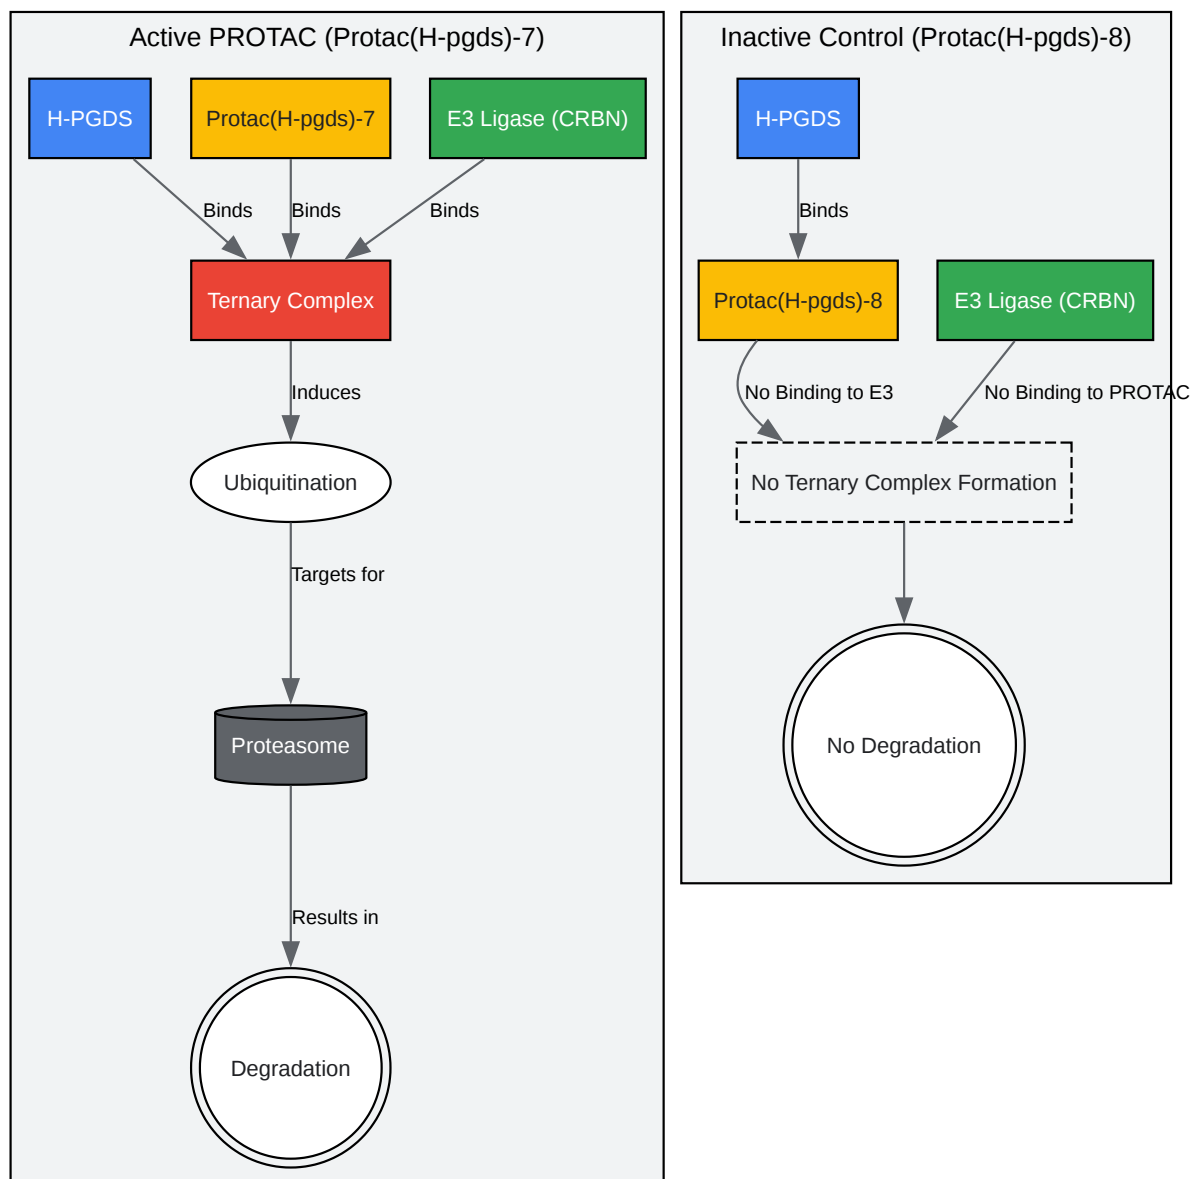 Active PROTAC (Protac(H-pgds)-7)
H-PGDS
Protac(H-pgds)-7
E3 Ligase (CRBN)
Binds
Binds
Binds
Ternary Complex
Induces
Ubiquitination
Targets for
Proteasome
Results in
Degradation
Inactive Control (Protac(H-pgds)-8)
H-PGDS
Binds
Protac(H-pgds)-8
E3 Ligase (CRBN)
No Binding to E3
No Binding to PROTAC
No Ternary Complex Formation
No Degradation